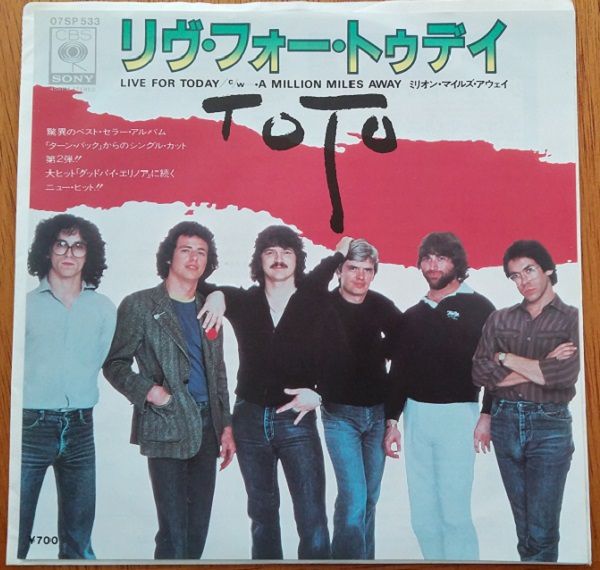 07SP 533
CBS
SONY
リヴ・フォー・トゥデイ
LIVE FOR TODAY / c/w ・A MILLION MILES AWAY ミリオン・マイルズ・アウェイ
TOTO
驚異のベスト・セラー・アルバム
「ターン・バック」からのシングル・カット
第2弾!!
大ヒット「グッドバイ・エリノア」に続く
ニュー・ヒット!!
¥700